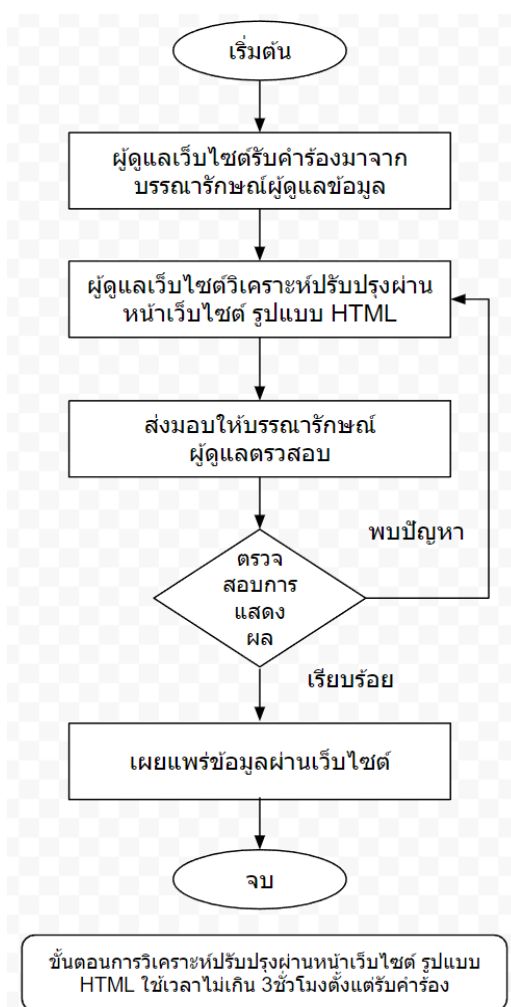 เริ่มต้น
ผู้ดูแลเว็บไซต์รับคำร้องมาจาก
บรรณารักษณ์ผู้ดูแลข้อมูล
ผู้ดูแลเว็บไซต์วิเคราะห์ปรับปรุงผ่าน
หน้าเว็บไซต์ รูปแบบ HTML
ส่งมอบให้บรรณารักษณ์
ผู้ดูแลตรวสอบ
พบปัญหา
ตรวจ
สอบการ
แสดง
ผล
เรียบร้อย
เผยแพร่ข้อมูลผ่านเว็บไซต์
จบ
ขั้นตอนการวิเคราะห์ปรับปรุงผ่านหน้าเว็บไซต์ รูปแบบ
HTML ใช้เวลาไม่เกิน 3ชั่วโมงตั้งแต่รับคำร้อง